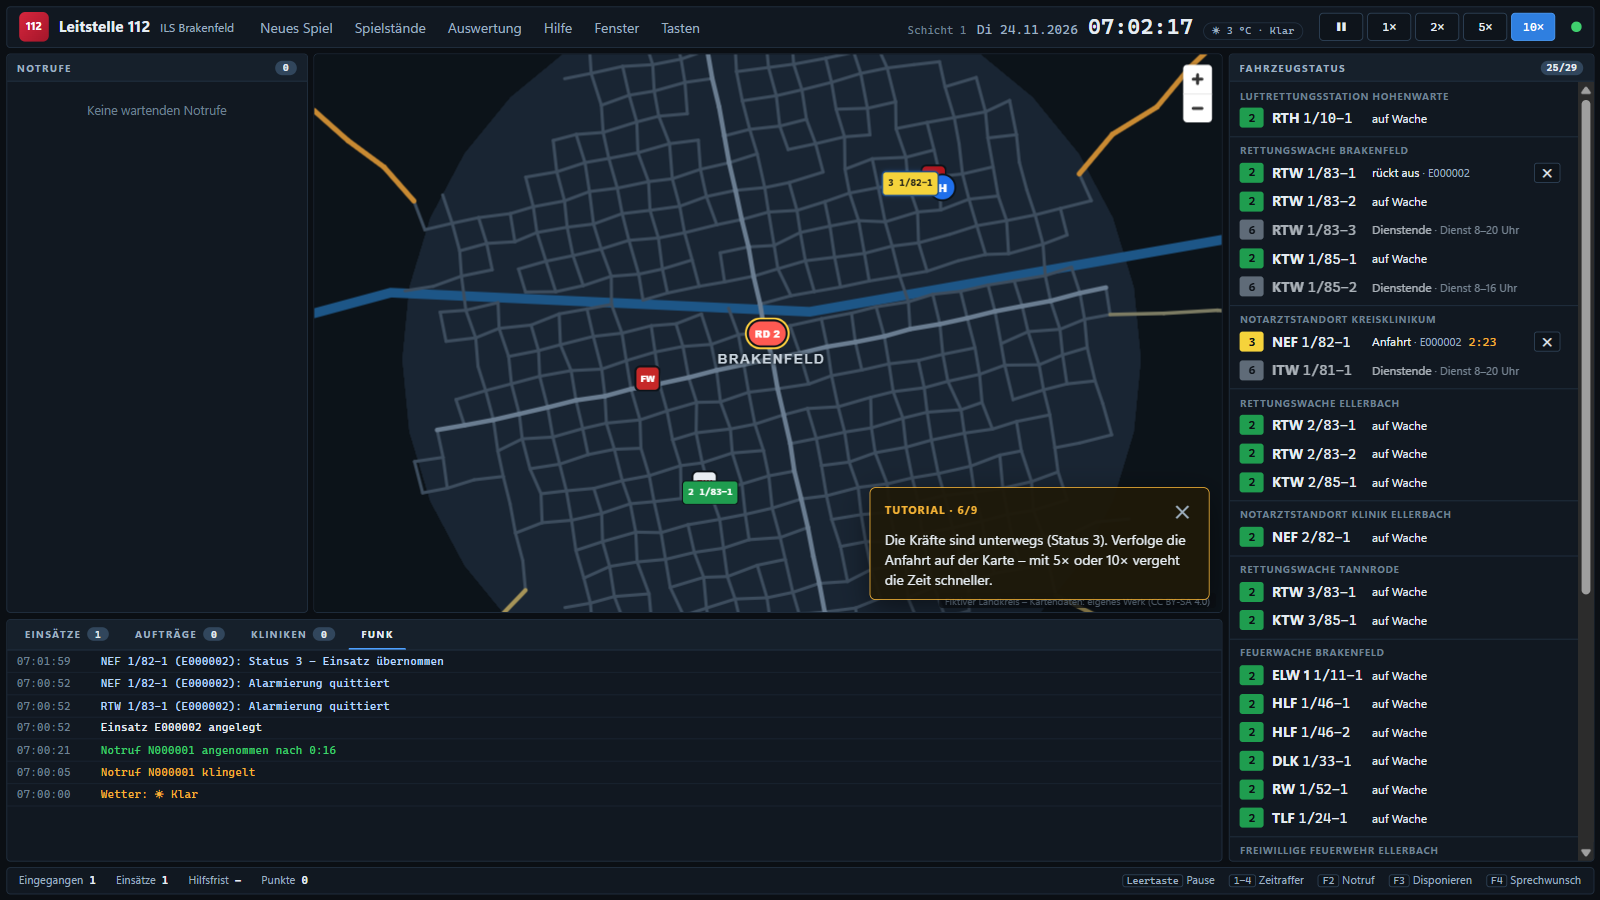 112 Leitstelle 112 ILS Brakenfeld Neues Spiel Spielstände Auswertung Hilfe Fenster Tasten Schicht 1 Di 24.11.2026 07:02:17 ☀ 3 °C · Klar 1× 2× 5× 10×
NOTRUFE 0
Keine wartenden Notrufe
+
−
3 1/82-1 H
RD 2
BRAKENFELD
FW
2 1/83-1
TUTORIAL · 6/9
Die Kräfte sind unterwegs (Status 3). Verfolge die
Anfahrt auf der Karte – mit 5× oder 10× vergeht
die Zeit schneller.
Fiktiver Landkreis – Kartendaten: eigenes Werk (CC BY-SA 4.0)
EINSÄTZE 1 AUFTRÄGE 0 KLINIKEN 0 FUNK
07:01:59 NEF 1/82-1 (E000002): Status 3 – Einsatz übernommen
07:00:52 NEF 1/82-1 (E000002): Alarmierung quittiert
07:00:52 RTW 1/83-1 (E000002): Alarmierung quittiert
07:00:52 Einsatz E000002 angelegt
07:00:21 Notruf N000001 angenommen nach 0:16
07:00:05 Notruf N000001 klingelt
07:00:00 Wetter: ☀ Klar
FAHRZEUGSTATUS 25/29
LUFTRETTUNGSSTATION HOHENWARTE
2 RTH 1/10-1 auf Wache
RETTUNGSWACHE BRAKENFELD
2 RTW 1/83-1 rückt aus · E000002 ✕
2 RTW 1/83-2 auf Wache
6 RTW 1/83-3 Dienstende · Dienst 8–20 Uhr
2 KTW 1/85-1 auf Wache
6 KTW 1/85-2 Dienstende · Dienst 8–16 Uhr
NOTARZTSTANDORT KREISKLINIKUM
3 NEF 1/82-1 Anfahrt · E000002 2:23 ✕
6 ITW 1/81-1 Dienstende · Dienst 8–20 Uhr
RETTUNGSWACHE ELLERBACH
2 RTW 2/83-1 auf Wache
2 RTW 2/83-2 auf Wache
2 KTW 2/85-1 auf Wache
NOTARZTSTANDORT KLINIK ELLERBACH
2 NEF 2/82-1 auf Wache
RETTUNGSWACHE TANNRODE
2 RTW 3/83-1 auf Wache
2 KTW 3/85-1 auf Wache
FEUERWACHE BRAKENFELD
2 ELW 1 1/11-1 auf Wache
2 HLF 1/46-1 auf Wache
2 HLF 1/46-2 auf Wache
2 DLK 1/33-1 auf Wache
2 RW 1/52-1 auf Wache
2 TLF 1/24-1 auf Wache
FREIWILLIGE FEUERWEHR ELLERBACH
Eingegangen 1 Einsätze 1 Hilfsfrist – Punkte 0 Leertaste Pause 1–4 Zeitraffer F2 Notruf F3 Disponieren F4 Sprechwunsch